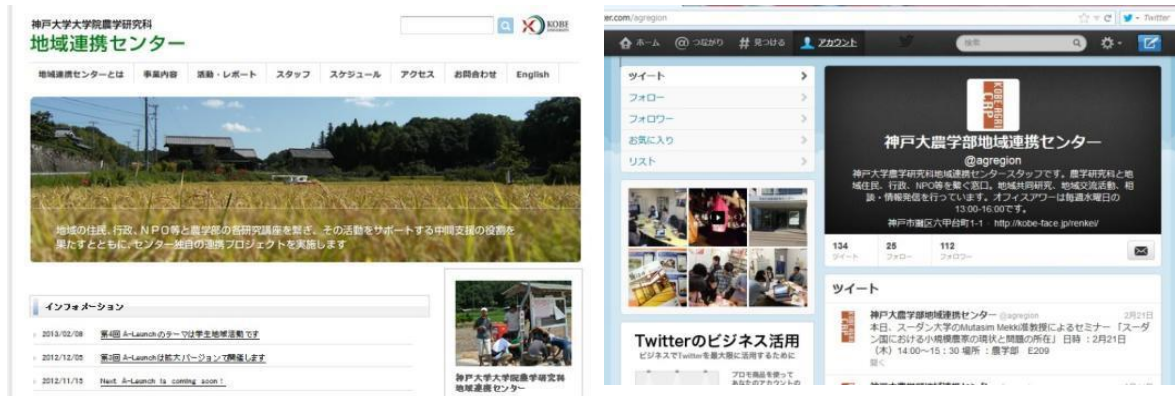 神戸大学大学院農学研究科
地域連携センター
KOBE
地域連携センターとは 事業内容 活動・レポート スタッフ スケジュール アクセス お問合わせ English
地域の住民、行政、NPO等と農学部の各研究講座を繋ぎ、その活動をサポートする中間支援の役割を
果たすとともに、センター独自の連携プロジェクトを実施します
インフォメーション
2013/02/08 第4回 A-Launchのテーマは学生地域活動です
2012/12/05 第3回 A-Launchは拡大バージョンで開催します
2012/11/15 Next A-Launch is coming soon!
神戸大学大学院農学研究科
地域連携センター
ter.com/agregion
Twitter
ホーム @ つながり # 見つける アカウント
検索
ツイート
フォロー
フォロワー
お気に入り
リスト
KOBE AGRI
CRP
神戸大農学部地域連携センター
@agregion
神戸大学農学研究科地域連携センタースタッフです。農学研究科と地
域住民、行政、NPO等を繋ぐ窓口。地域共同研究、地域交流活動、相
談・情報発信を行っています。オフィスアワーは毎週水曜日の
13:00-16:00です。
神戸市灘区六甲台町1-1 · http://kobe-face.jp/renkei/
134 25 112
ツイート フォロー フォロワー
ツイート
神戸大農学部地域連携センター @agregion 2月21日
本日、スーダン大学のMutasim Mekki准教授によるセミナー 「スーダ
ン国における小規模農家の現状と問題の所在」 日時 : 2月21日
(木) 14:00~15:30 場所 : 農学部 E209
開く
Twitterのビジネス活用
ビジネスでTwitterを最大限に活用するために
プロモ商品を使って
あなたのアカウントの